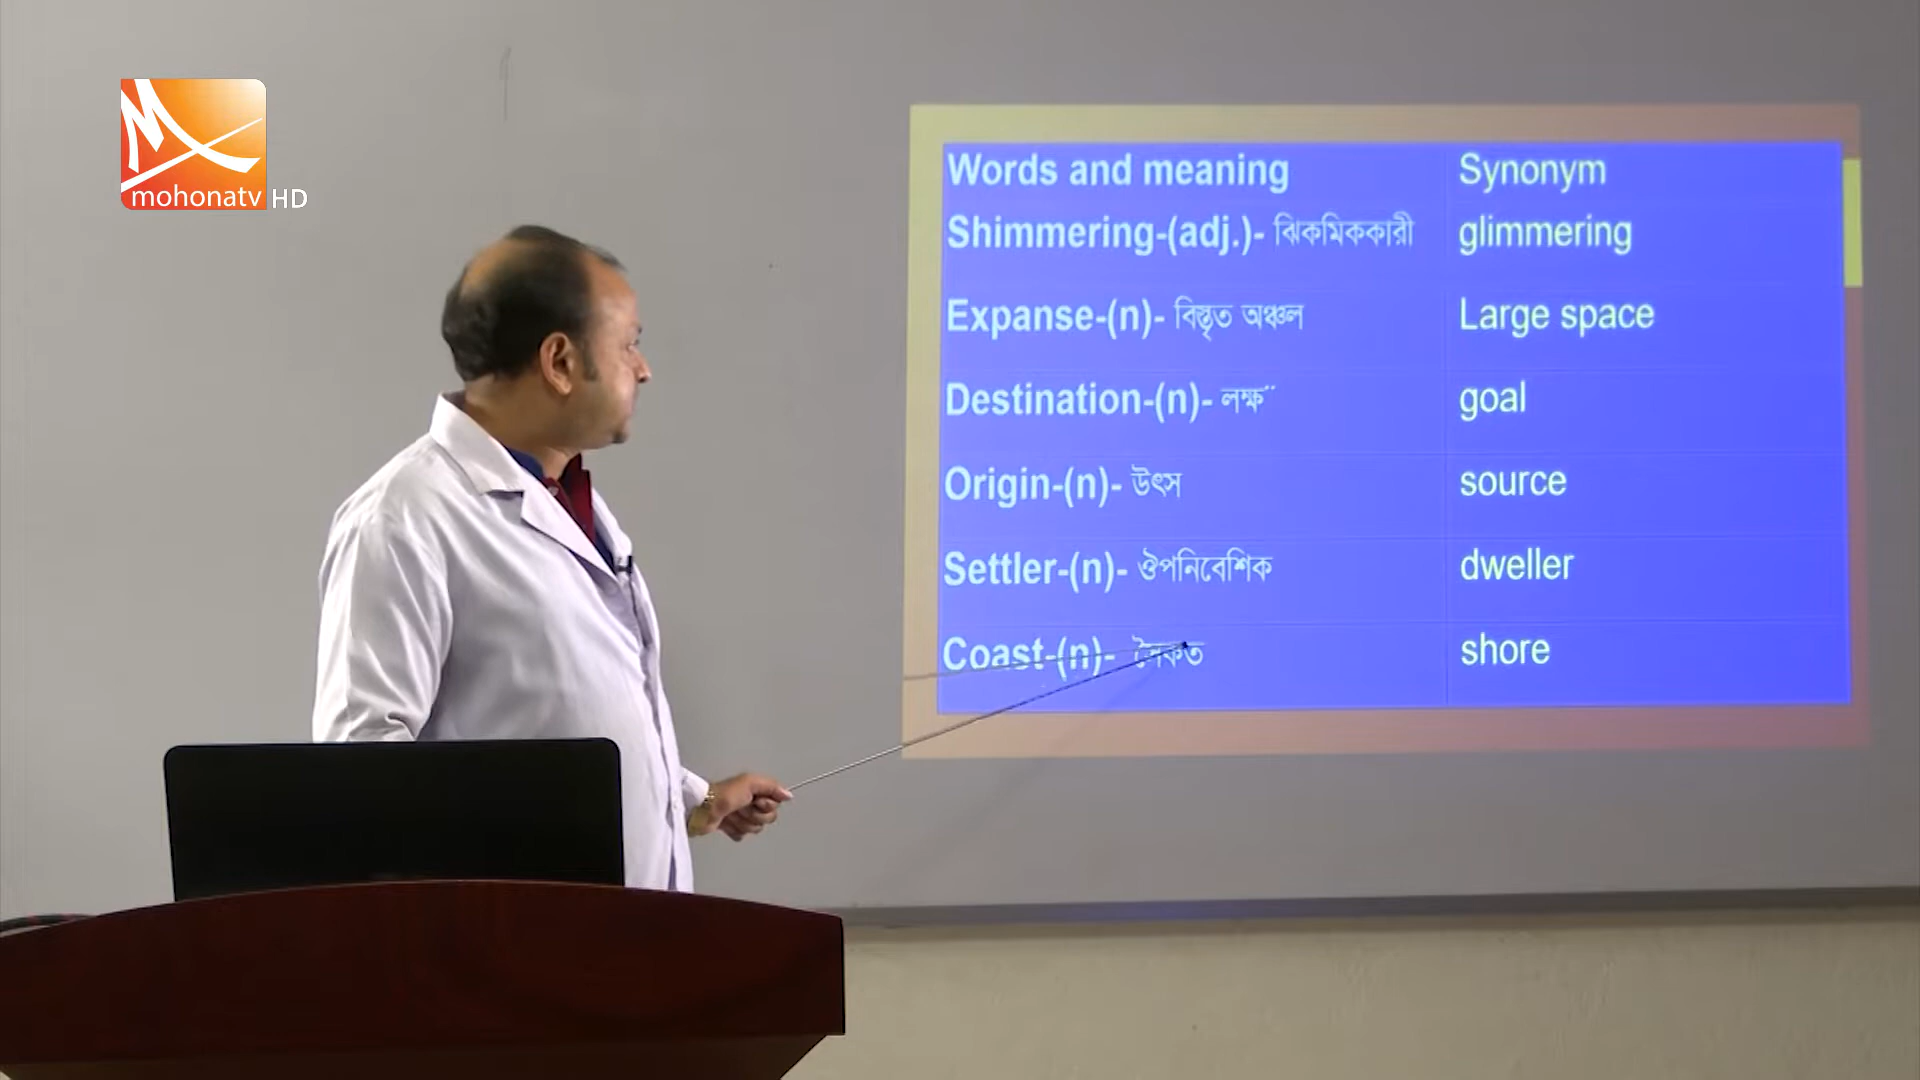 mohonatv HD
Words and meaning Synonym
Shimmering-(adj.)- ঝিকমিককারী glimmering
Expanse-(n)- বিস্তৃত অঞ্চল Large space
Destination-(n)- লক্ষ¨ goal
Origin-(n)- উৎস source
Settler-(n)- ঔপনিবেশিক dweller
Coast-(n)- সৈকত shore